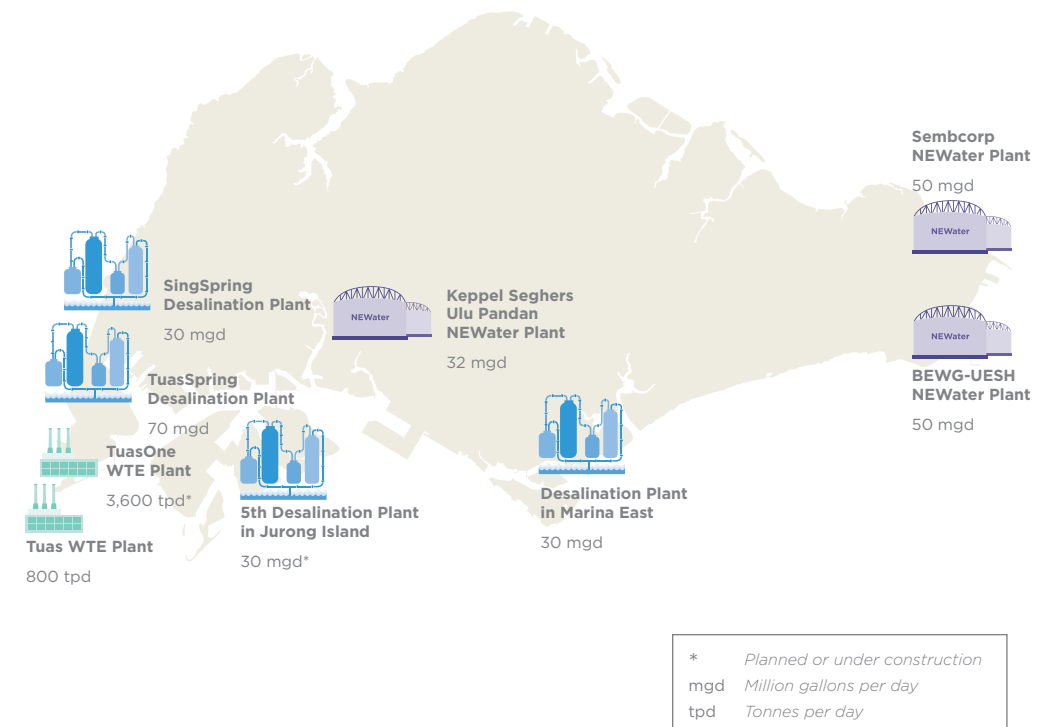 Sembcorp
NEWater Plant
50 mgd
NEWater
SingSpring
Desalination Plant
30 mgd
NEWater
Keppel Seghers
Ulu Pandan
NEWater Plant
32 mgd
NEWater
BEWG-UESH
NEWater Plant
50 mgd
TuasSpring
Desalination Plant
70 mgd
TuasOne
WTE Plant
3,600 tpd*
Tuas WTE Plant
800 tpd
5th Desalination Plant
in Jurong Island
30 mgd*
Desalination Plant
in Marina East
30 mgd
* Planned or under construction
mgd Million gallons per day
tpd Tonnes per day